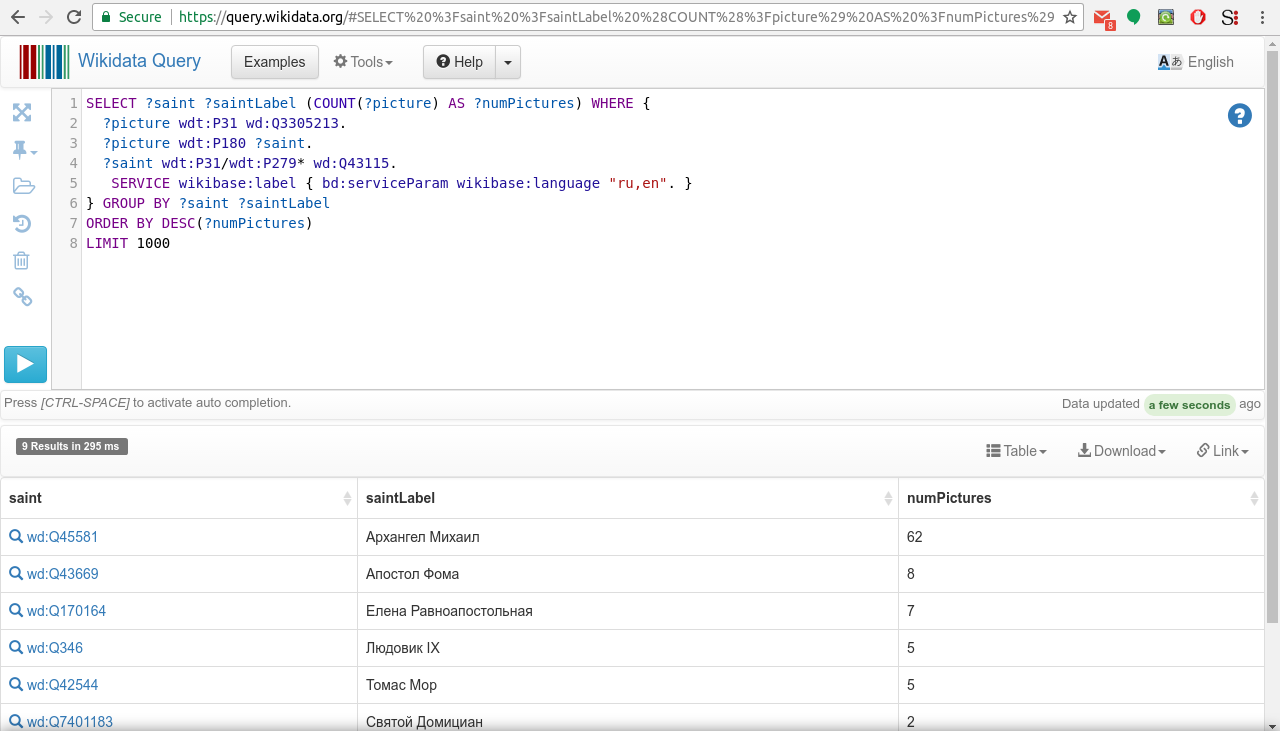 Secure https://query.wikidata.org/#SELECT%20%3Fsaint%20%3FsaintLabel%20%28COUNT%28%3Fpicture%29%20AS%20%3FnumPictures%29
8
Wikidata Query Examples Tools Help English
1 SELECT ?saint ?saintLabel (COUNT(?picture) AS ?numPictures) WHERE {
2 ?picture wdt:P31 wd:Q3305213.
3 ?picture wdt:P180 ?saint.
4 ?saint wdt:P31/wdt:P279* wd:Q43115.
5 SERVICE wikibase:label { bd:serviceParam wikibase:language "ru,en". }
6 } GROUP BY ?saint ?saintLabel
7 ORDER BY DESC(?numPictures)
8 LIMIT 1000
Press [CTRL-SPACE] to activate auto completion. Data updated a few seconds ago
9 Results in 295 ms Table Download Link
saint saintLabel numPictures
wd:Q45581 Архангел Михаил 62
wd:Q43669 Апостол Фома 8
wd:Q170164 Елена Равноапостольная 7
wd:Q346 Людовик IX 5
wd:Q42544 Томас Мор 5
wd:Q7401183 Святой Домициан 2